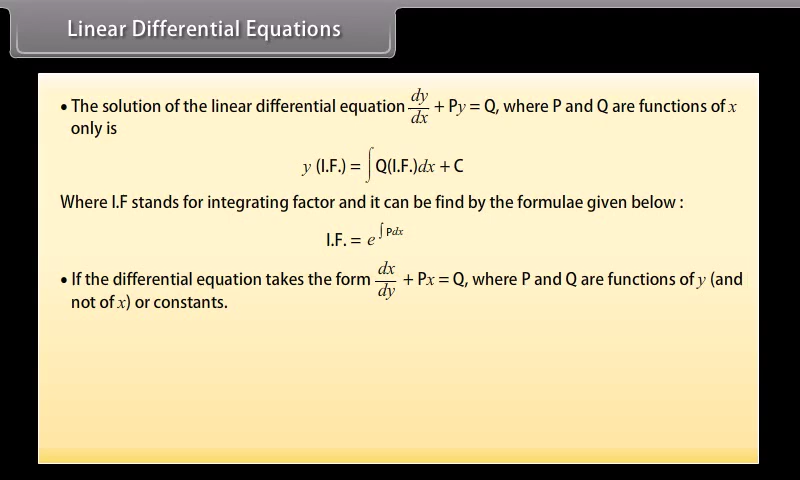 Linear Differential Equations
• The solution of the linear differential equation dy/dx + Py = Q, where P and Q are functions of x
only is
y (I.F.) = ∫ Q(I.F.)dx + C
Where I.F stands for integrating factor and it can be find by the formulae given below :
I.F. = e^∫ Pdx
• If the differential equation takes the form dx/dy + Px = Q, where P and Q are functions of y (and
not of x) or constants.